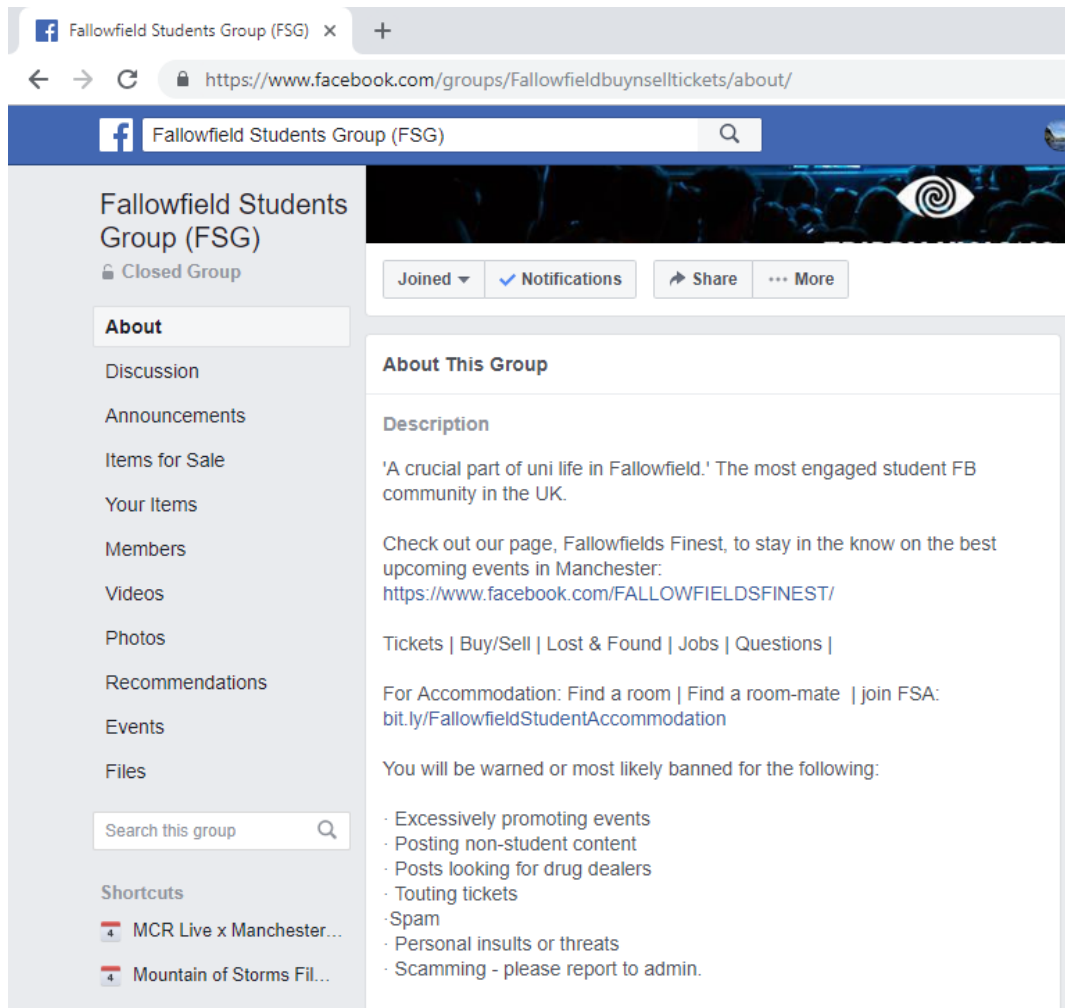 Fallowfield Students Group (FSG)
https://www.facebook.com/groups/Fallowfieldbuynselltickets/about/
Fallowfield Students Group (FSG)
Fallowfield Students
Group (FSG)
Closed Group
About
Discussion
Announcements
Items for Sale
Your Items
Members
Videos
Photos
Recommendations
Events
Files
Search this group
Shortcuts
4 MCR Live x Manchester...
4 Mountain of Storms Fil...
Joined
Notifications
Share
More
About This Group
Description
'A crucial part of uni life in Fallowfield.' The most engaged student FB
community in the UK.
Check out our page, Fallowfields Finest, to stay in the know on the best
upcoming events in Manchester:
https://www.facebook.com/FALLOWFIELDSFINEST/
Tickets | Buy/Sell | Lost & Found | Jobs | Questions |
For Accommodation: Find a room | Find a room-mate | join FSA:
bit.ly/FallowfieldStudentAccommodation
You will be warned or most likely banned for the following:
· Excessively promoting events
· Posting non-student content
· Posts looking for drug dealers
· Touting tickets
·Spam
· Personal insults or threats
· Scamming - please report to admin.